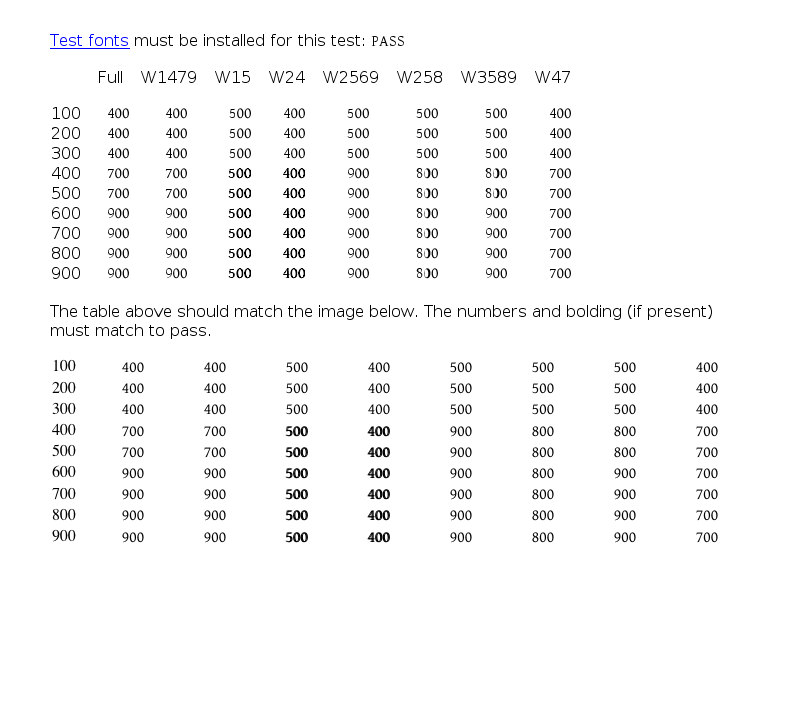 Test fonts must be installed for this test: PASS
Full W1479 W15 W24 W2569 W258 W3589 W47
100 400 400 500 400 500 500 500 400
200 400 400 500 400 500 500 500 400
300 400 400 500 400 500 500 500 400
400 700 700 500 400 900 800 800 700
500 700 700 500 400 900 800 800 700
600 900 900 500 400 900 800 900 700
700 900 900 500 400 900 800 900 700
800 900 900 500 400 900 800 900 700
900 900 900 500 400 900 800 900 700
The table above should match the image below. The numbers and bolding (if present)
must match to pass.
100 400 400 500 400 500 500 500 400
200 400 400 500 400 500 500 500 400
300 400 400 500 400 500 500 500 400
400 700 700 500 400 900 800 800 700
500 700 700 500 400 900 800 800 700
600 900 900 500 400 900 800 900 700
700 900 900 500 400 900 800 900 700
800 900 900 500 400 900 800 900 700
900 900 900 500 400 900 800 900 700